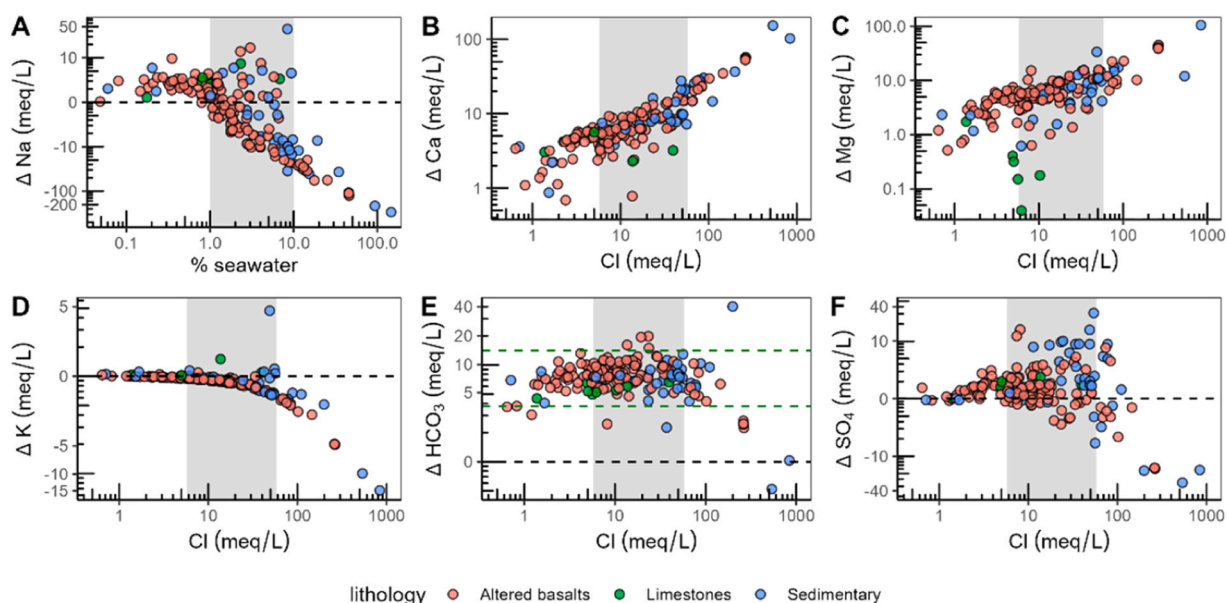 A
Δ Na (meq/L)
50
10
0
-10
-100
-200
0.1 1.0 10.0 100.0
% seawater
B
Δ Ca (meq/L)
100
10
1
1 10 100 1000
Cl (meq/L)
C
Δ Mg (meq/L)
100.0
10.0
1.0
0.1
1 10 100 1000
Cl (meq/L)
D
Δ K (meq/L)
5
0
-5
-10
-15
1 10 100 1000
Cl (meq/L)
E
Δ HCO3 (meq/L)
40
20
10
5
0
1 10 100 1000
Cl (meq/L)
F
Δ SO4 (meq/L)
40
10
0
-10
-40
1 10 100 1000
Cl (meq/L)
lithology Altered basalts Limestones Sedimentary